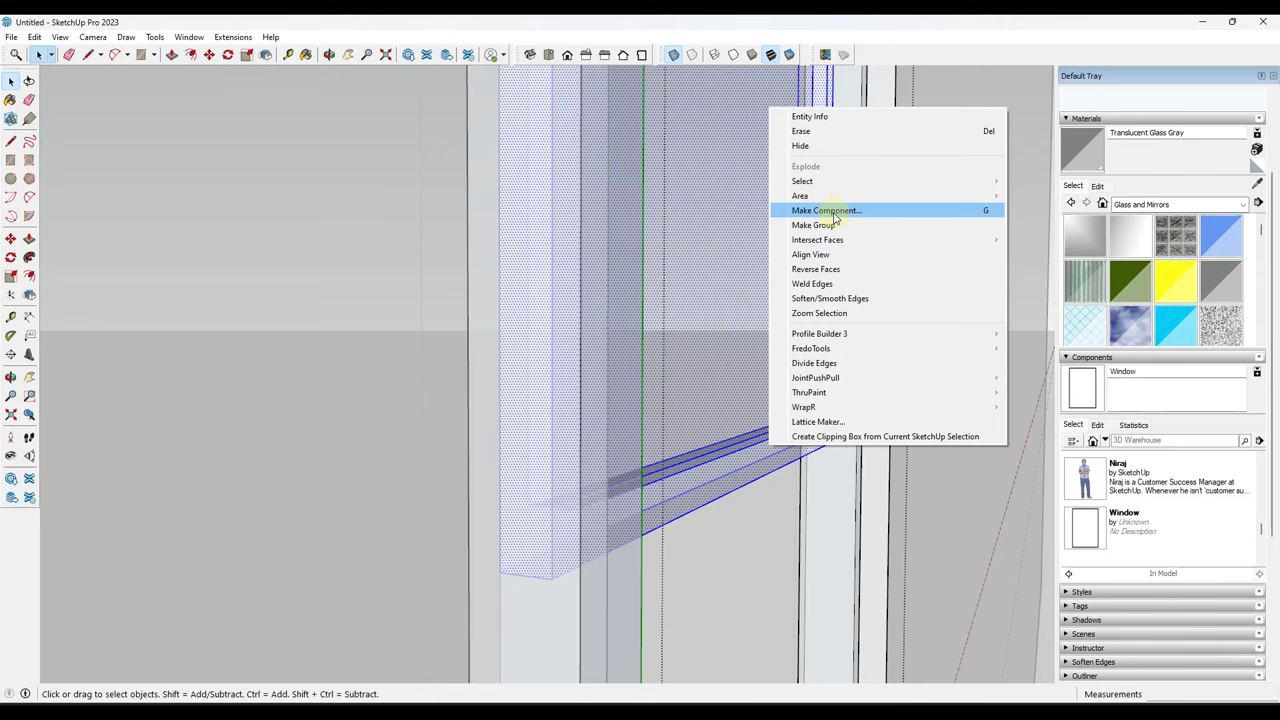 Untitled - SketchUp Pro 2023
File Edit View Camera Draw Tools Window Extensions Help
Default Tray
Materials
Translucent Glass Gray
Select Edit
Glass and Mirrors
Components
Window
Select Edit Statistics
3D Warehouse
Niraj
by SketchUp
Niraj is a Customer Success Manager at
SketchUp. Whenever he isn't 'customer su...
Window
by Unknown
No Description
In Model
Styles
Tags
Shadows
Scenes
Instructor
Soften Edges
Outliner
Entity Info
Erase Del
Hide
Explode
Select
Area
Make Component... G
Make Group
Intersect Faces
Align View
Reverse Faces
Weld Edges
Soften/Smooth Edges
Zoom Selection
Profile Builder 3
FredoTools
Divide Edges
JointPushPull
ThruPaint
WrapR
Lattice Maker...
Create Clipping Box from Current SketchUp Selection
Click or drag to select objects. Shift = Add/Subtract. Ctrl = Add. Shift + Ctrl = Subtract.
Measurements